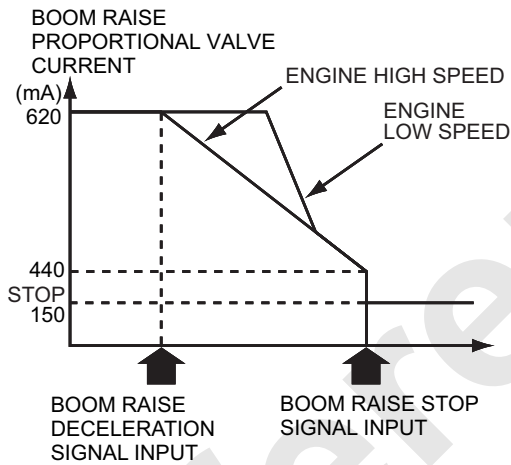 BOOM RAISE
PROPORTIONAL VALVE
CURRENT
(mA)
620
ENGINE HIGH SPEED
ENGINE
LOW SPEED
440
STOP
150
BOOM RAISE
DECELERATION
SIGNAL INPUT
BOOM RAISE STOP
SIGNAL INPUT